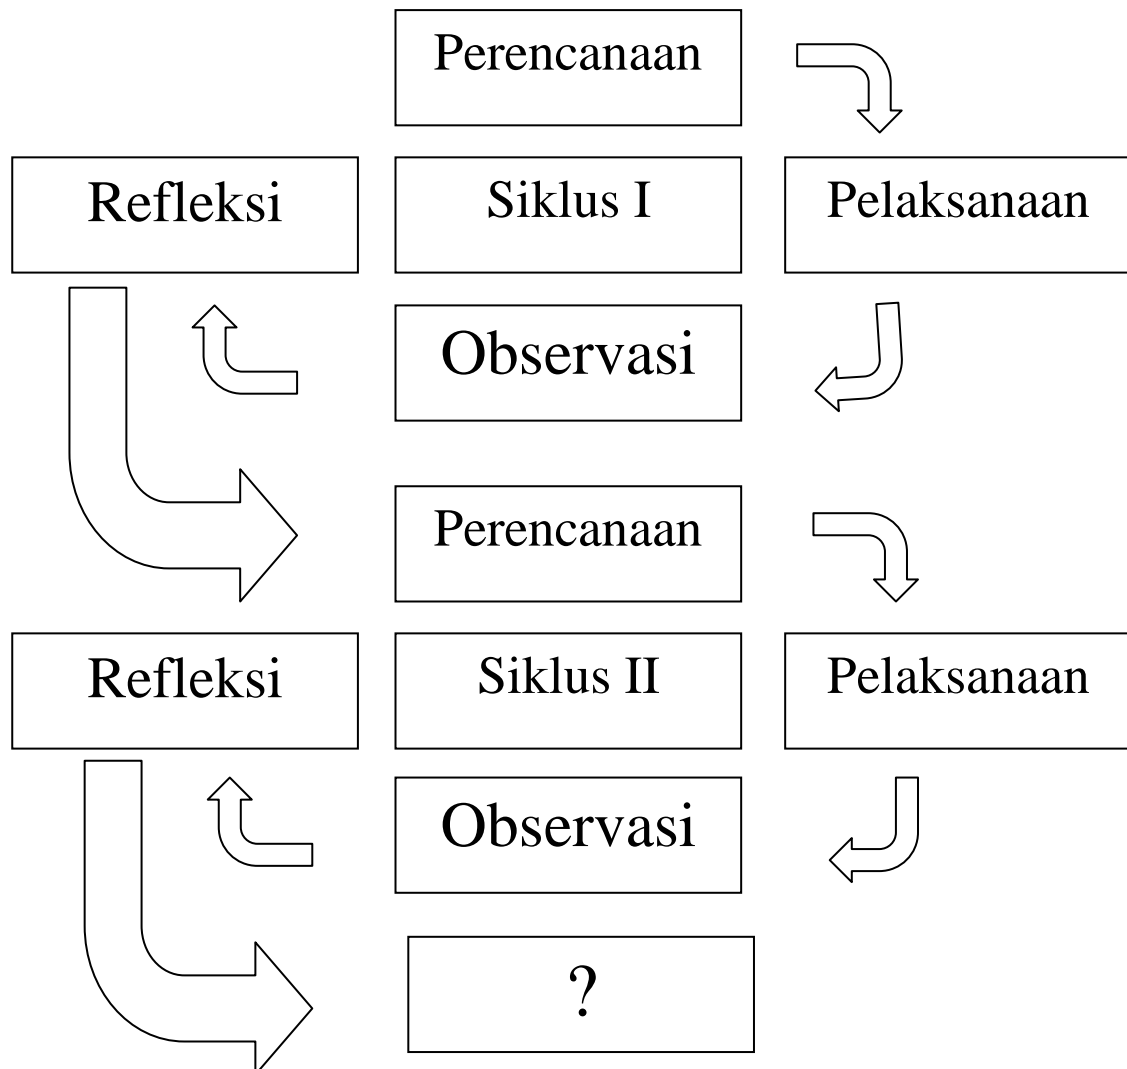 Perencanaan
Refleksi
Siklus I
Pelaksanaan
Observasi
Perencanaan
Refleksi
Siklus II
Pelaksanaan
Observasi
?